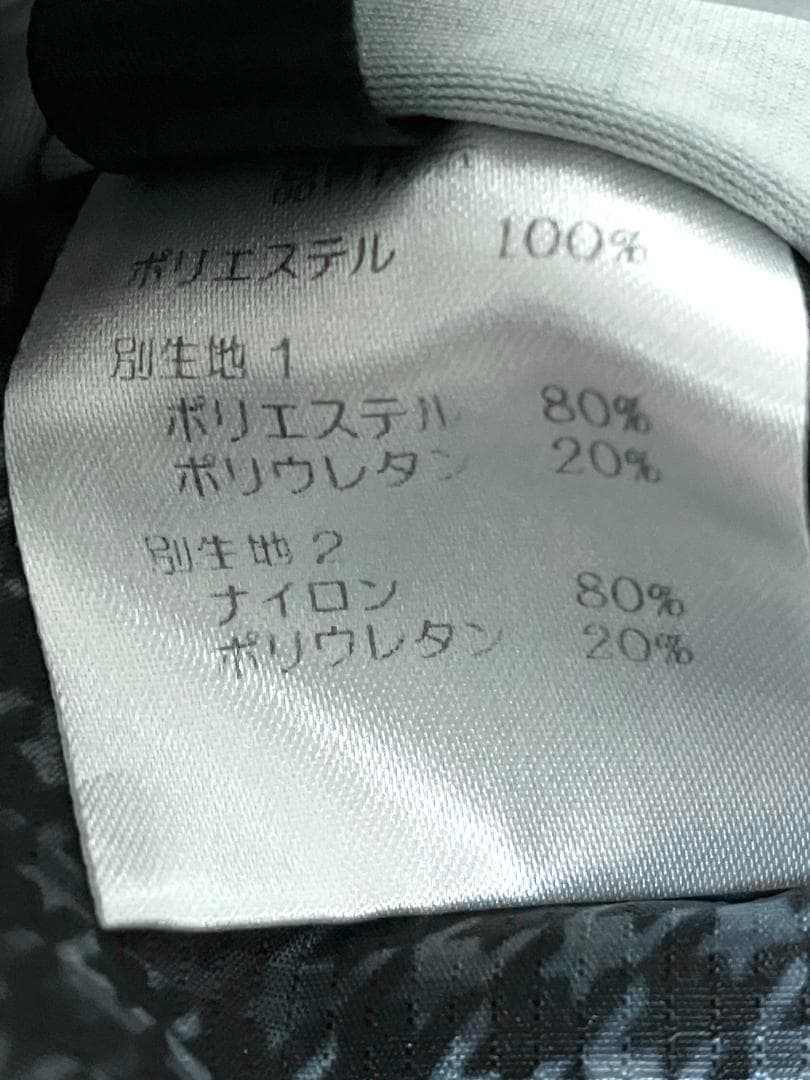 ポリエステル 100%
別生地 1
ポリエステル 80%
ポリウレタン 20%
別生地 2
ナイロン 80%
ポリウレタン 20%